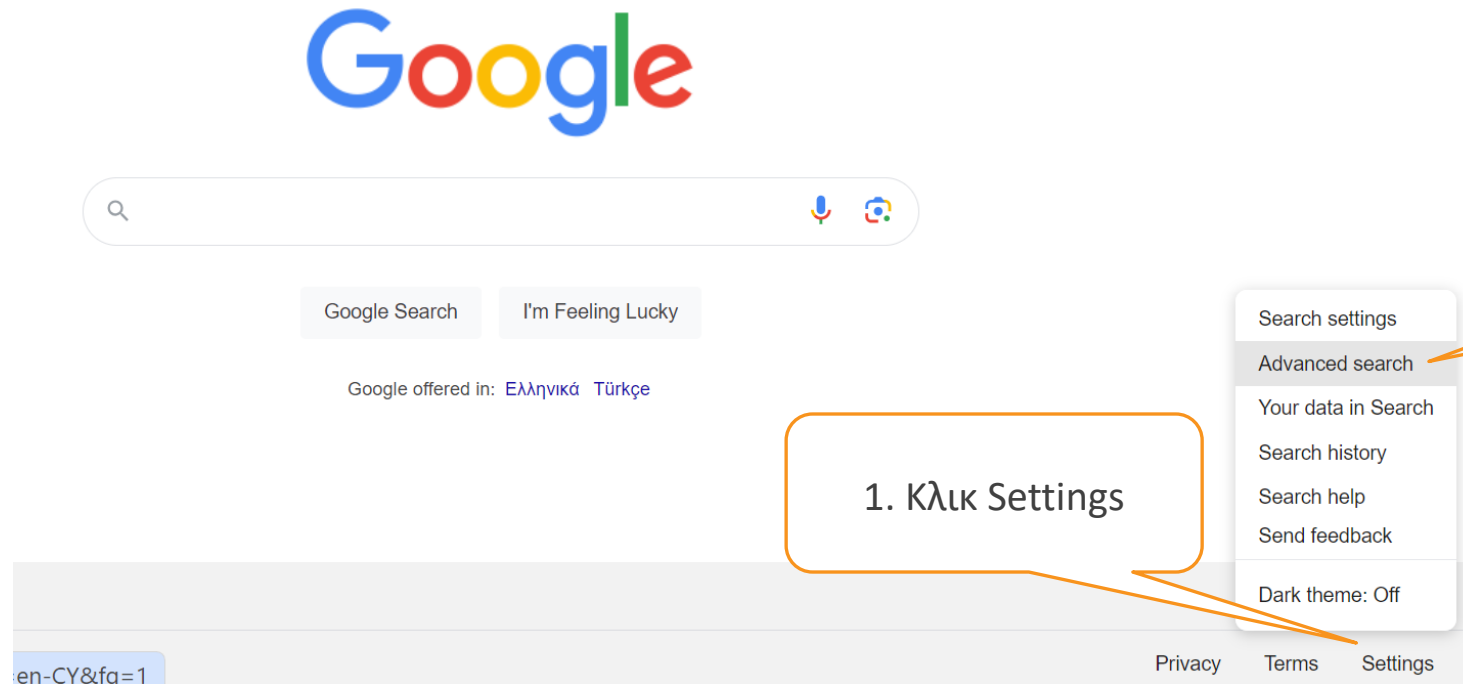 Google
Google Search
I'm Feeling Lucky
Google offered in: Ελληνικά Türkçe
Search settings
Advanced search
Your data in Search
Search history
Search help
Send feedback
Dark theme: Off
1. Κλικ Settings
Privacy
Terms
Settings
en-CY&fg=1